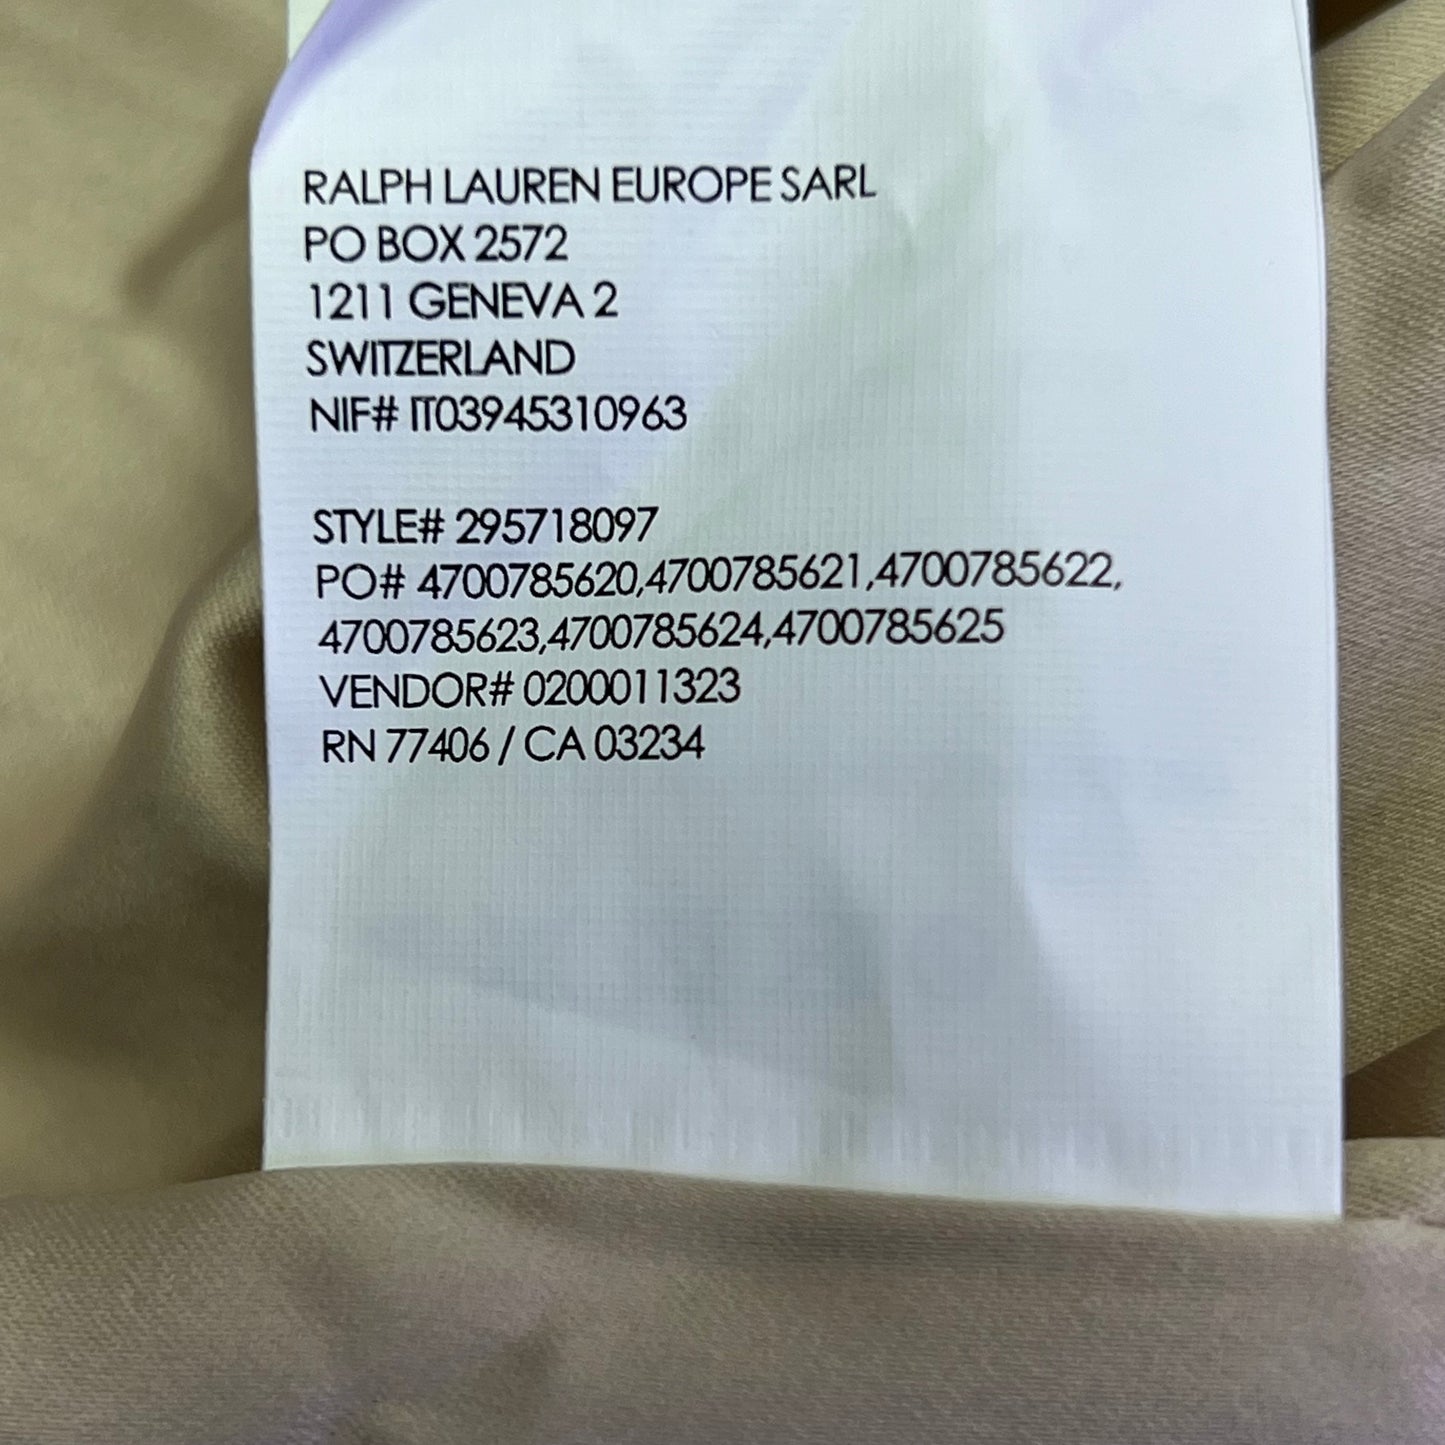 RALPH LAUREN EUROPE SARL
PO BOX 2572
1211 GENEVA 2
SWITZERLAND
NIF# IT03945310963
STYLE# 295718097
PO# 4700785620,4700785621,4700785622,
4700785623,4700785624,4700785625
VENDOR# 0200011323
RN 77406 / CA 03234